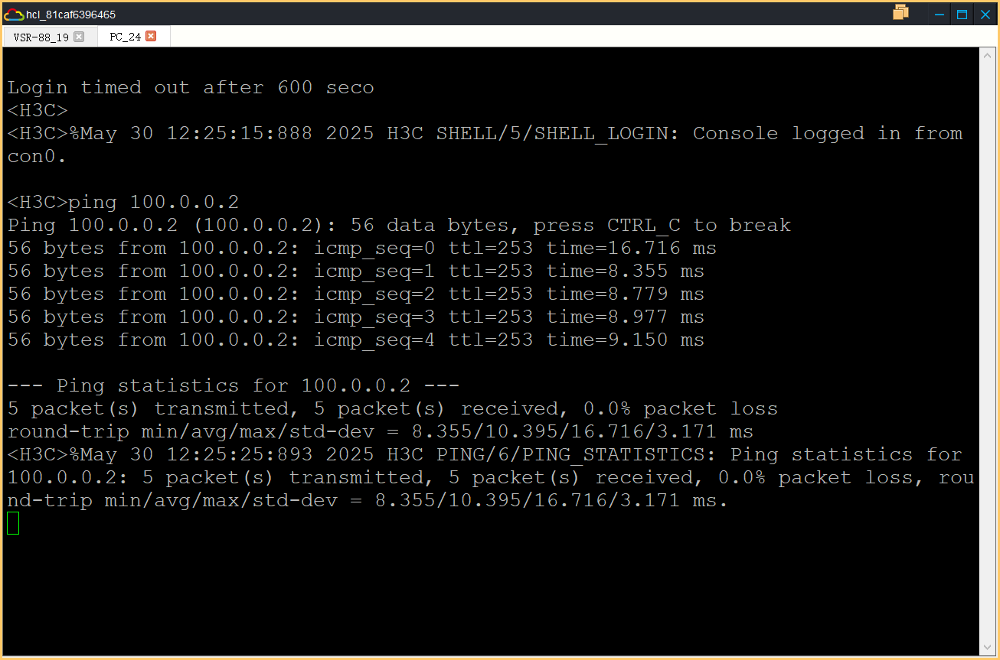 hcl_81caf6396465
VSR-88_19 PC_24
Login timed out after 600 seco
<H3C>
<H3C>%May 30 12:25:15:888 2025 H3C SHELL/5/SHELL_LOGIN: Console logged in from
con0.
<H3C>ping 100.0.0.2
Ping 100.0.0.2 (100.0.0.2): 56 data bytes, press CTRL_C to break
56 bytes from 100.0.0.2: icmp_seq=0 ttl=253 time=16.716 ms
56 bytes from 100.0.0.2: icmp_seq=1 ttl=253 time=8.355 ms
56 bytes from 100.0.0.2: icmp_seq=2 ttl=253 time=8.779 ms
56 bytes from 100.0.0.2: icmp_seq=3 ttl=253 time=8.977 ms
56 bytes from 100.0.0.2: icmp_seq=4 ttl=253 time=9.150 ms
--- Ping statistics for 100.0.0.2 ---
5 packet(s) transmitted, 5 packet(s) received, 0.0% packet loss
round-trip min/avg/max/std-dev = 8.355/10.395/16.716/3.171 ms
<H3C>%May 30 12:25:25:893 2025 H3C PING/6/PING_STATISTICS: Ping statistics for
100.0.0.2: 5 packet(s) transmitted, 5 packet(s) received, 0.0% packet loss, rou
nd-trip min/avg/max/std-dev = 8.355/10.395/16.716/3.171 ms.